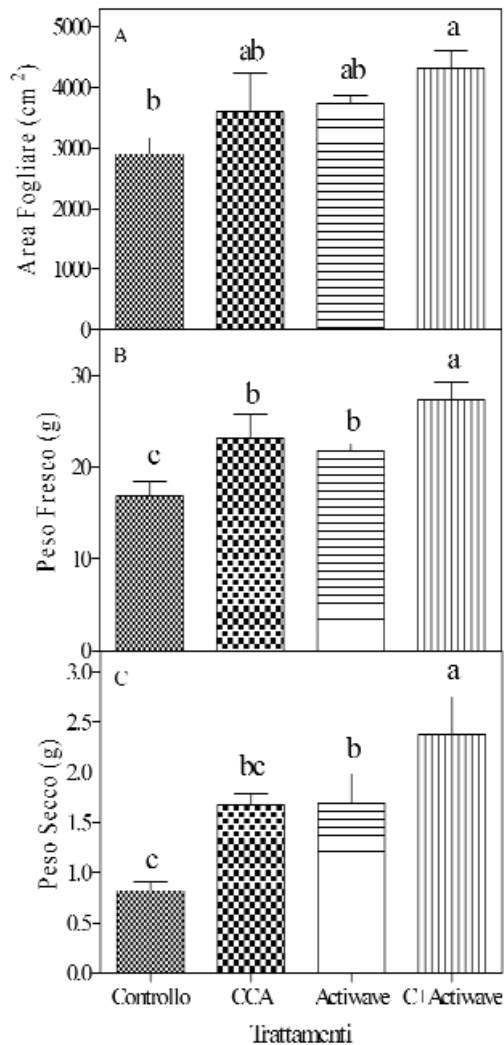 A
Area Fogliare (cm 2)
5000
4000
3000
2000
1000
0
b
ab
ab
a
B
Peso Fresco (g)
30
20
10
0
c
b
b
a
C
Peso Secco (g)
3.0
2.5
2.0
1.5
1.0
0.5
0.0
c
bc
b
a
Controllo CCA Actiwave C+Actiwave
Trattamenti